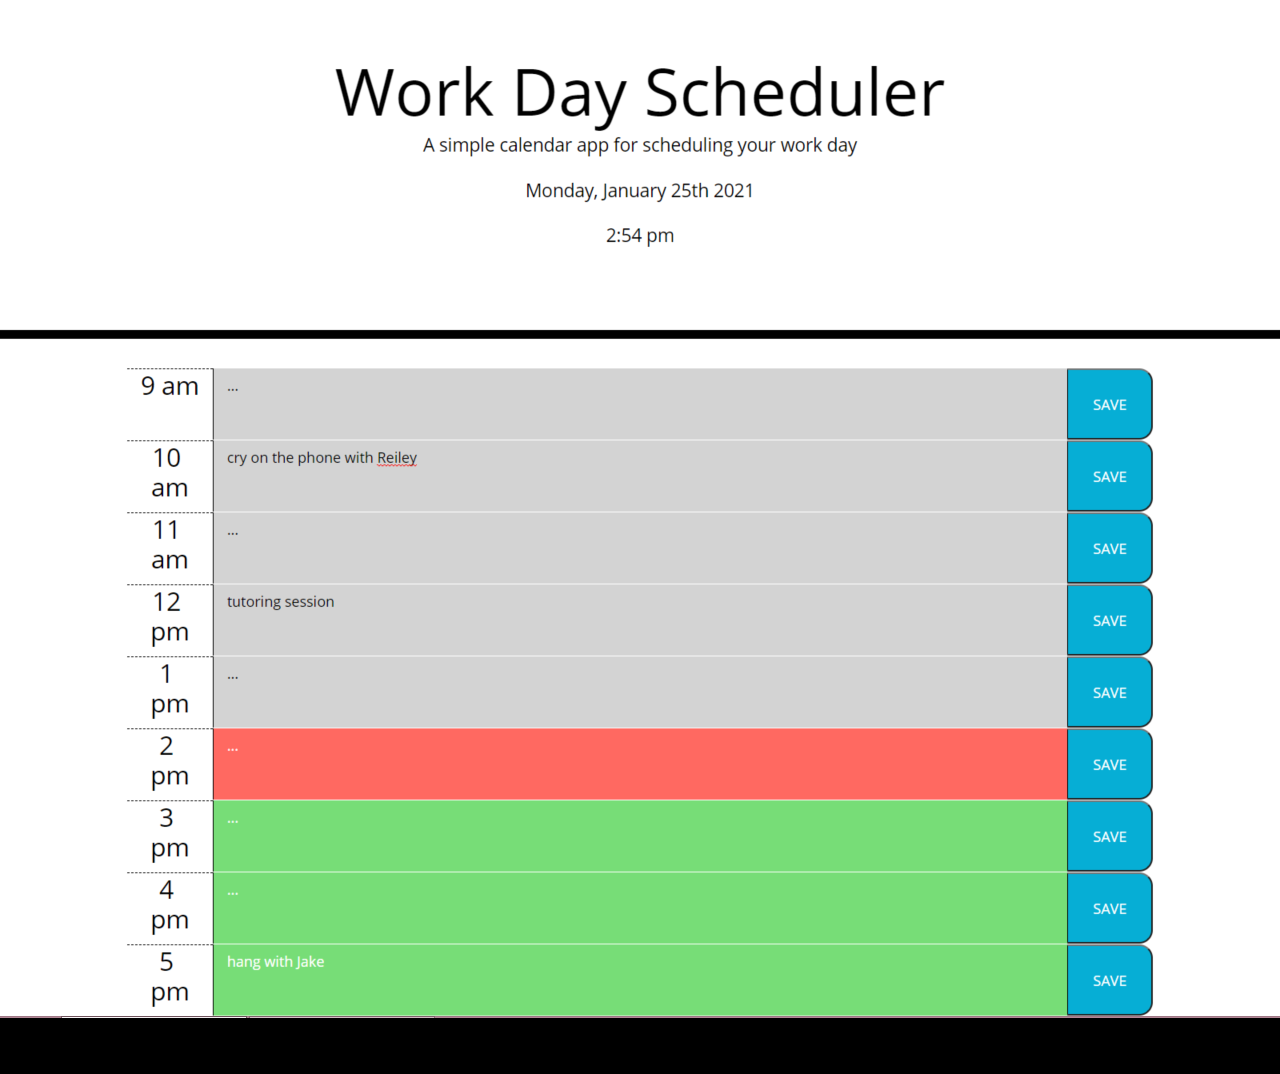 Work Day Scheduler
A simple calendar app for scheduling your work day
Monday, January 25th 2021
2:54 pm
9 am
...
SAVE
10
am
cry on the phone with Reiley
SAVE
11
am
...
SAVE
12
pm
tutoring session
SAVE
1
pm
...
SAVE
2
pm
...
SAVE
3
pm
...
SAVE
4
pm
...
SAVE
5
pm
hang with Jake
SAVE